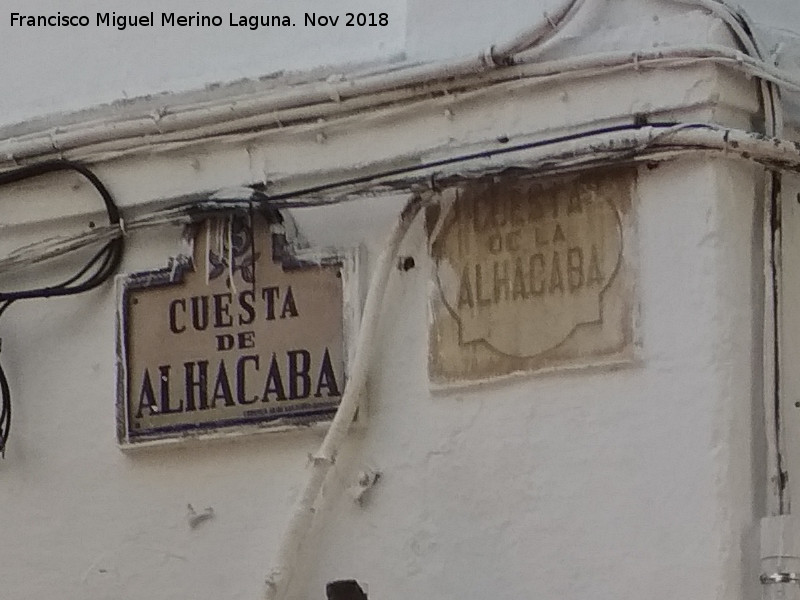 Francisco Miguel Merino Laguna. Nov 2018
CUESTA
DE
ALHACABA
CUESTA
DE LA
ALHACABA